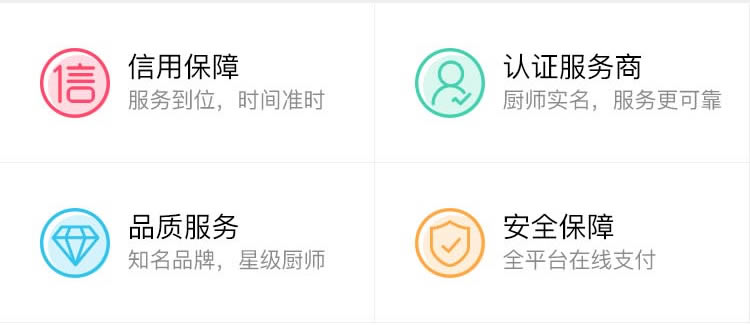 信
信用保障
服务到位，时间准时
认证服务商
厨师实名，服务更可靠
品质服务
知名品牌，星级厨师
安全保障
全平台在线支付